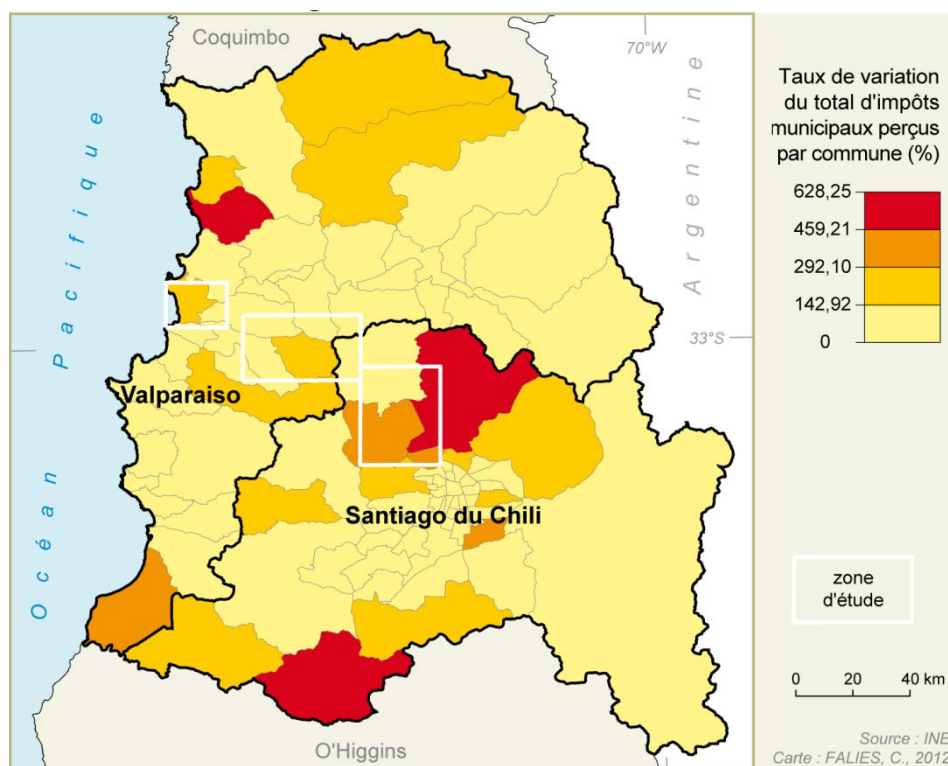 Coquimbo
70°W
Océan Pacifique
Argentine
33°S
Valparaiso
Santiago du Chili
O'Higgins
Taux de variation
du total d'impôts
municipaux perçus
par commune (%)
628,25
459,21
292,10
142,92
0
zone
d'étude
0 20 40 km
Source : INE
Carte : FALIES, C., 2012